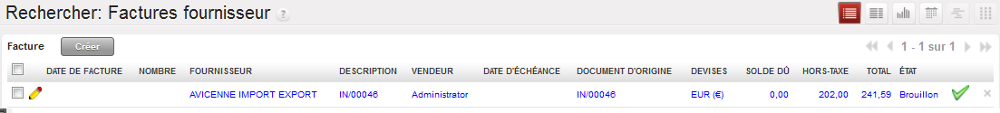 Rechercher: Factures fournisseur ?
Facture Créer 1 - 1 sur 1
DATE DE FACTURE NOMBRE FOURNISSEUR DESCRIPTION VENDEUR DATE D'ÉCHÉANCE DOCUMENT D'ORIGINE DEVISES SOLDE DÛ HORS-TAXE TOTAL ÉTAT
AVICENNE IMPORT EXPORT IN/00046 Administrator IN/00046 EUR (€) 0,00 202,00 241,59 Brouillon